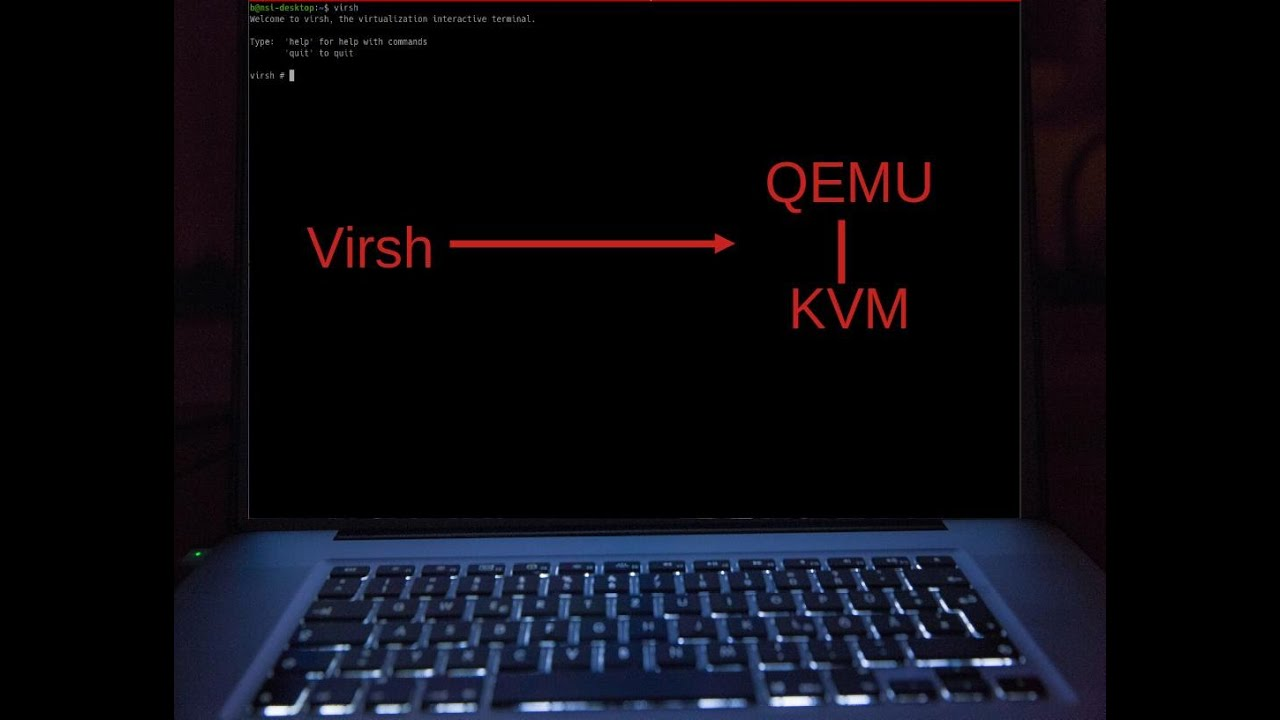 b@msi-desktop:~$ virsh
Welcome to virsh, the virtualization interactive terminal.
Type:  'help' for help with commands
       'quit' to quit
virsh #
QEMU
Virsh
KVM